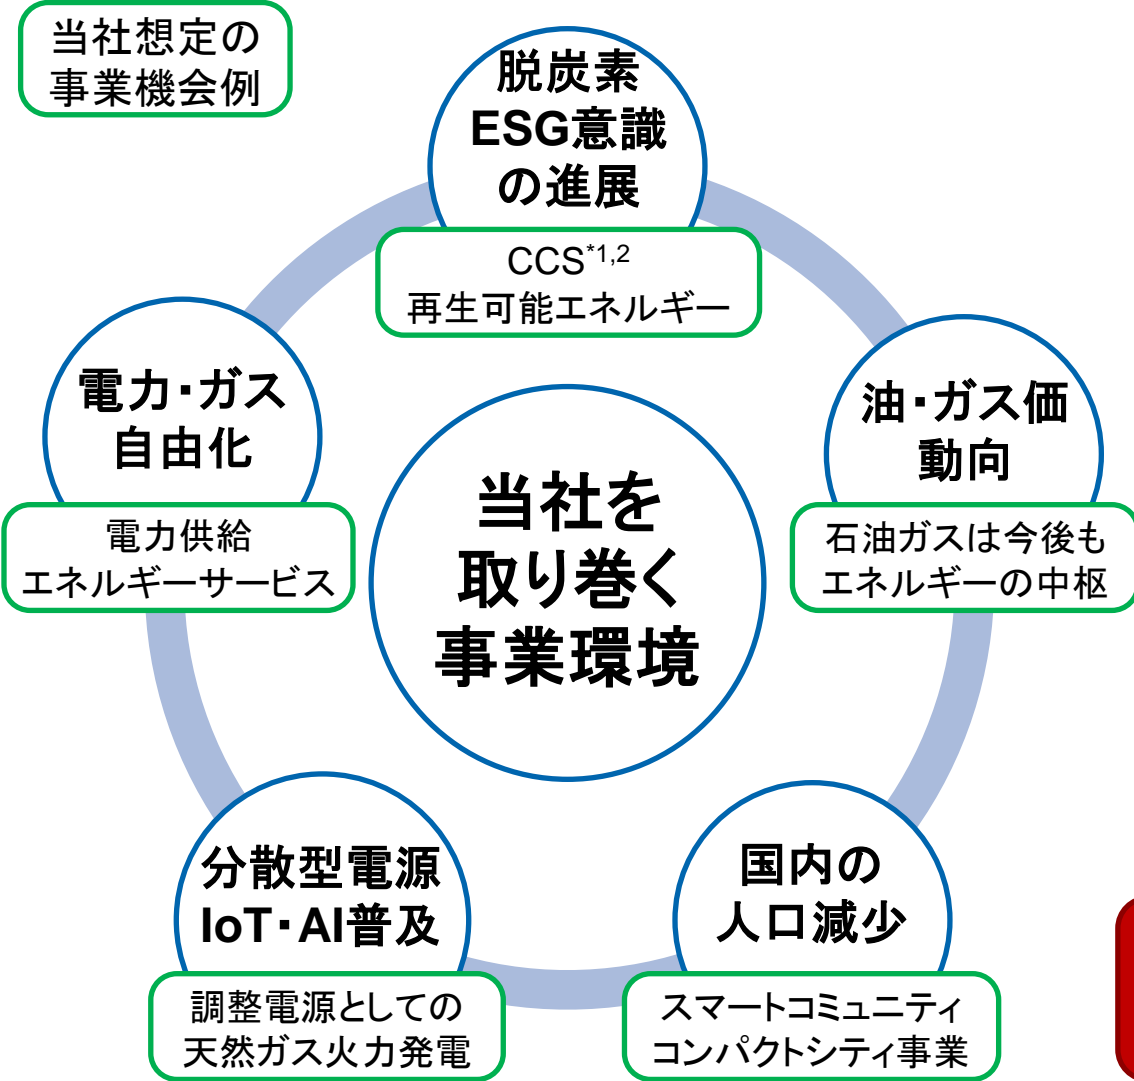 当社想定の
事業機会例
脱炭素
ESG意識
の進展
CCS*1,2
再生可能エネルギー
電力・ガス
自由化
電力供給
エネルギーサービス
油・ガス価
動向
石油ガスは今後も
エネルギーの中枢
当社を
取り巻く
事業環境
分散型電源
IoT・AI普及
調整電源としての
天然ガス火力発電
国内の
人口減少
スマートコミュニティ
コンパクトシティ事業